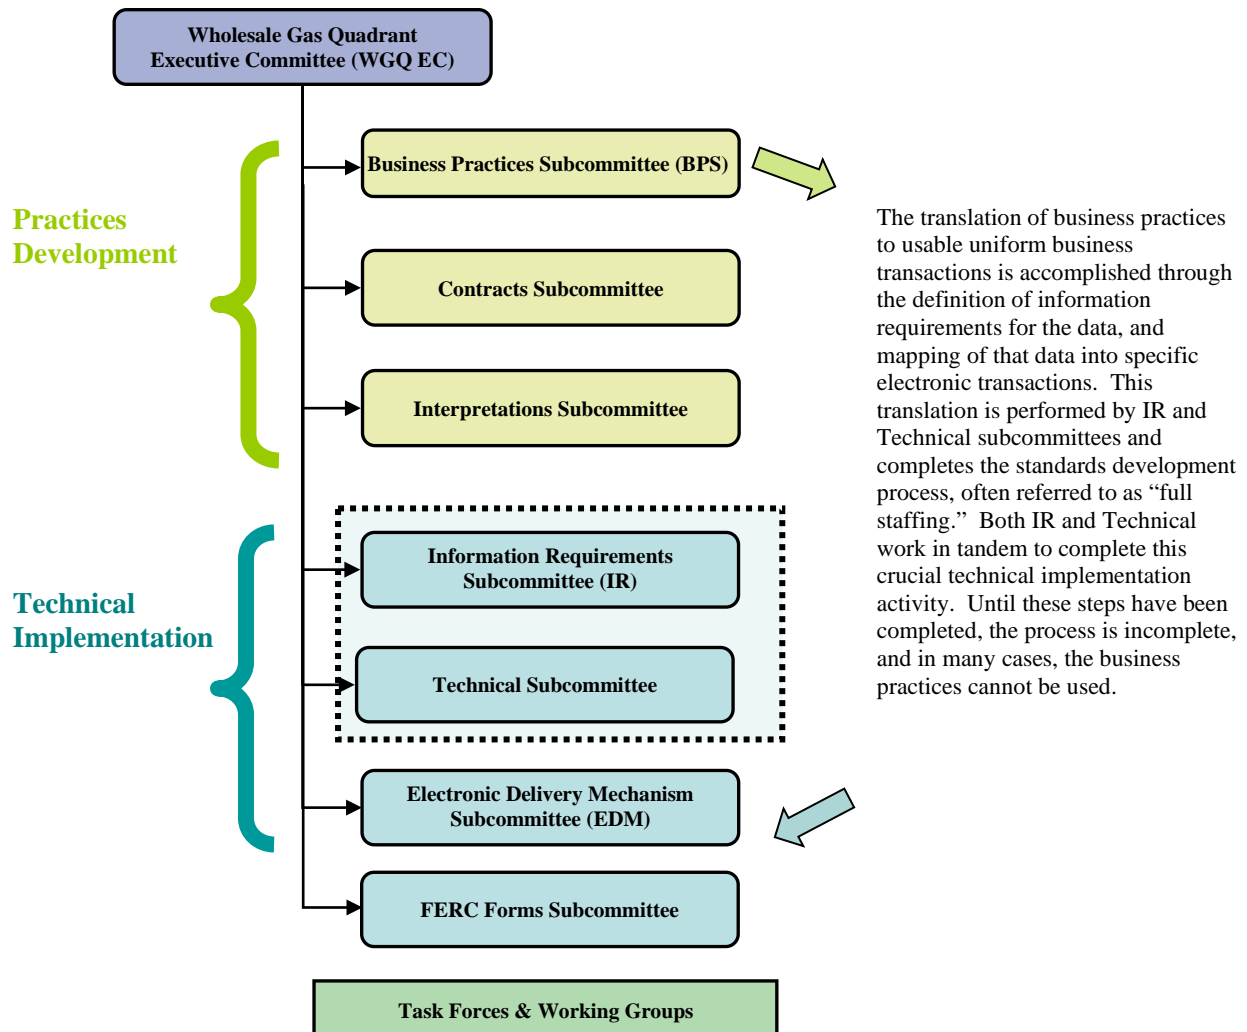 Wholesale Gas Quadrant
Executive Committee (WGQ EC)
Business Practices Subcommittee (BPS)
Practices
Development
Contracts Subcommittee
Interpretations Subcommittee
Information Requirements
Subcommittee (IR)
Technical
Implementation
Technical Subcommittee
Electronic Delivery Mechanism
Subcommittee (EDM)
FERC Forms Subcommittee
Task Forces & Working Groups
The translation of business practices
to usable uniform business
transactions is accomplished through
the definition of information
requirements for the data, and
mapping of that data into specific
electronic transactions.  This
translation is performed by IR and
Technical subcommittees and
completes the standards development
process, often referred to as “full
staffing.”  Both IR and Technical
work in tandem to complete this
crucial technical implementation
activity.  Until these steps have been
completed, the process is incomplete,
and in many cases, the business
practices cannot be used.